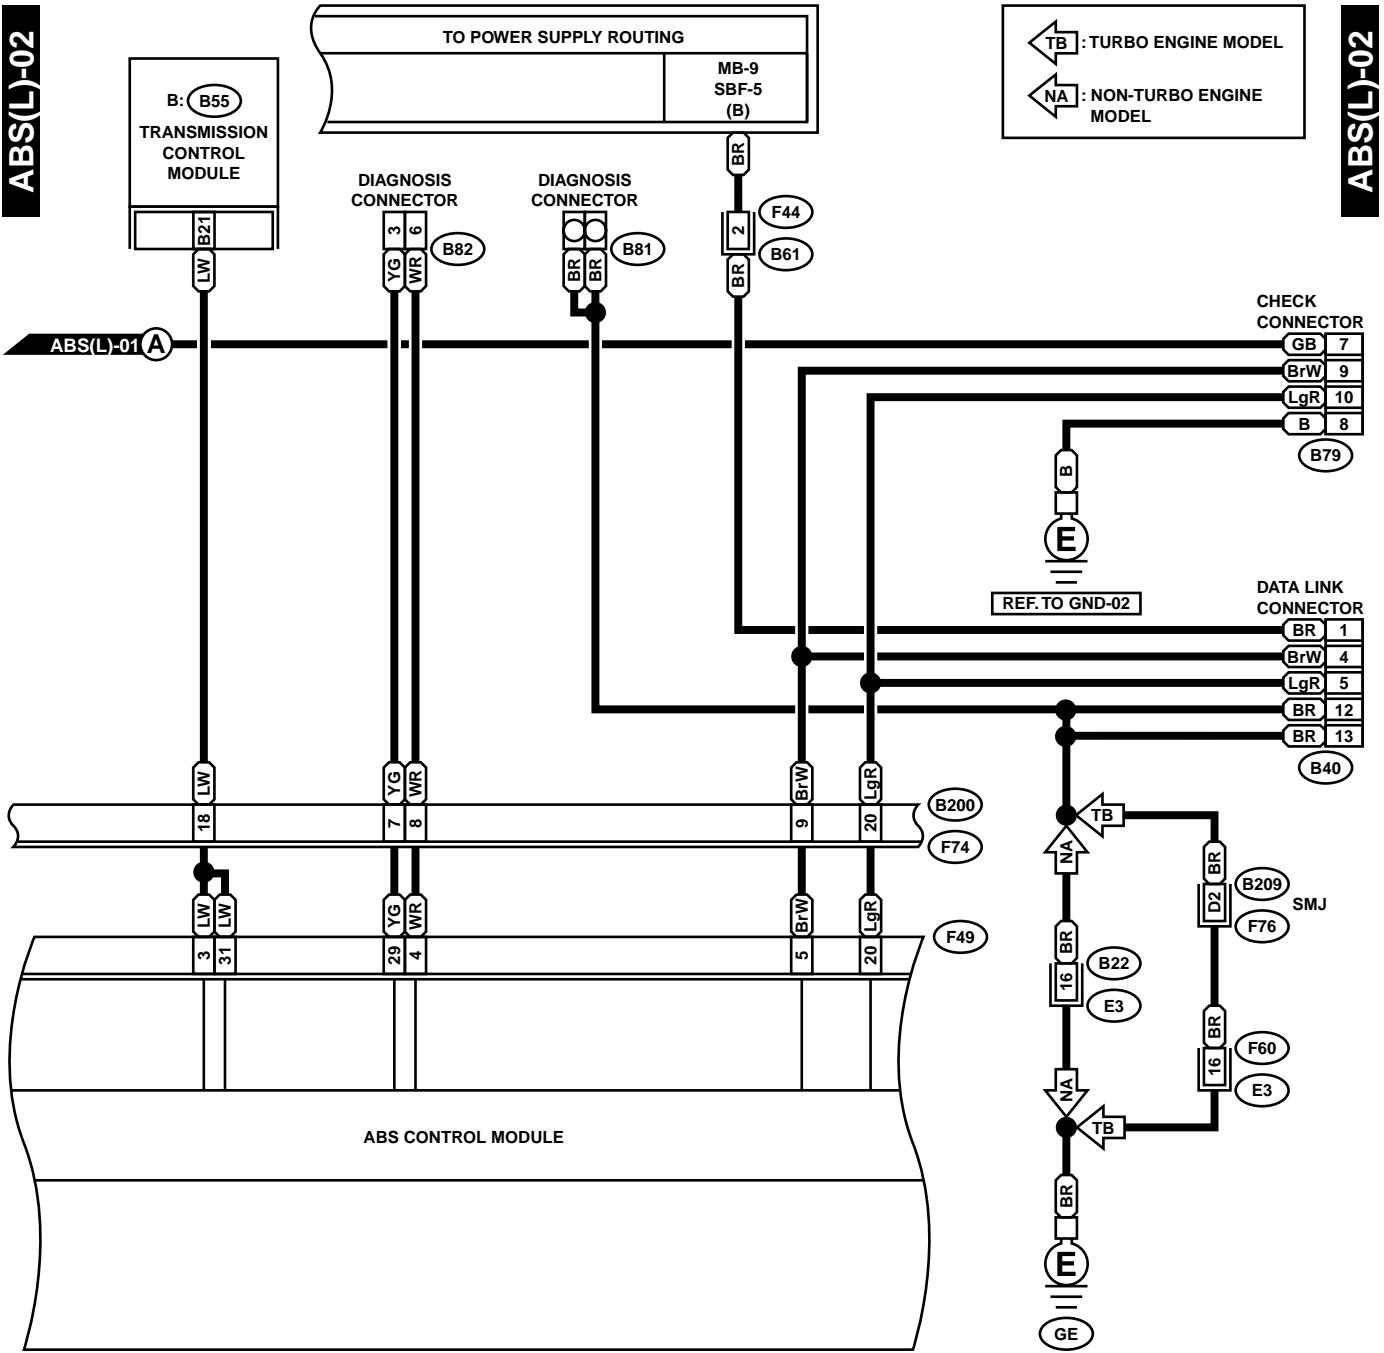 ABS(L)-02
ABS(L)-02
TO POWER SUPPLY ROUTING
MB-9
SBF-5
(B)
TB : TURBO ENGINE MODEL
NA : NON-TURBO ENGINE
MODEL
B: B55
TRANSMISSION
CONTROL
MODULE
B21
LW
DIAGNOSIS
CONNECTOR
3 6
B82
YG WR
DIAGNOSIS
CONNECTOR
B81
BR BR
BR
2
F44
B61
BR
ABS(L)-01 A
CHECK
CONNECTOR
GB 7
BrW 9
LgR 10
B 8
B79
B
E
REF. TO GND-02
DATA LINK
CONNECTOR
BR 1
BrW 4
LgR 5
BR 12
BR 13
B40
LW YG WR BrW LgR
18 7 8 9 20
B200
F74
LW LW YG WR BrW LgR
3 31 29 4 5 20
F49
TB
NA
BR
D2
B209
F76
SMJ
BR
16
B22
E3
BR
16
F60
E3
NA
TB
BR
E
GE
ABS CONTROL MODULE